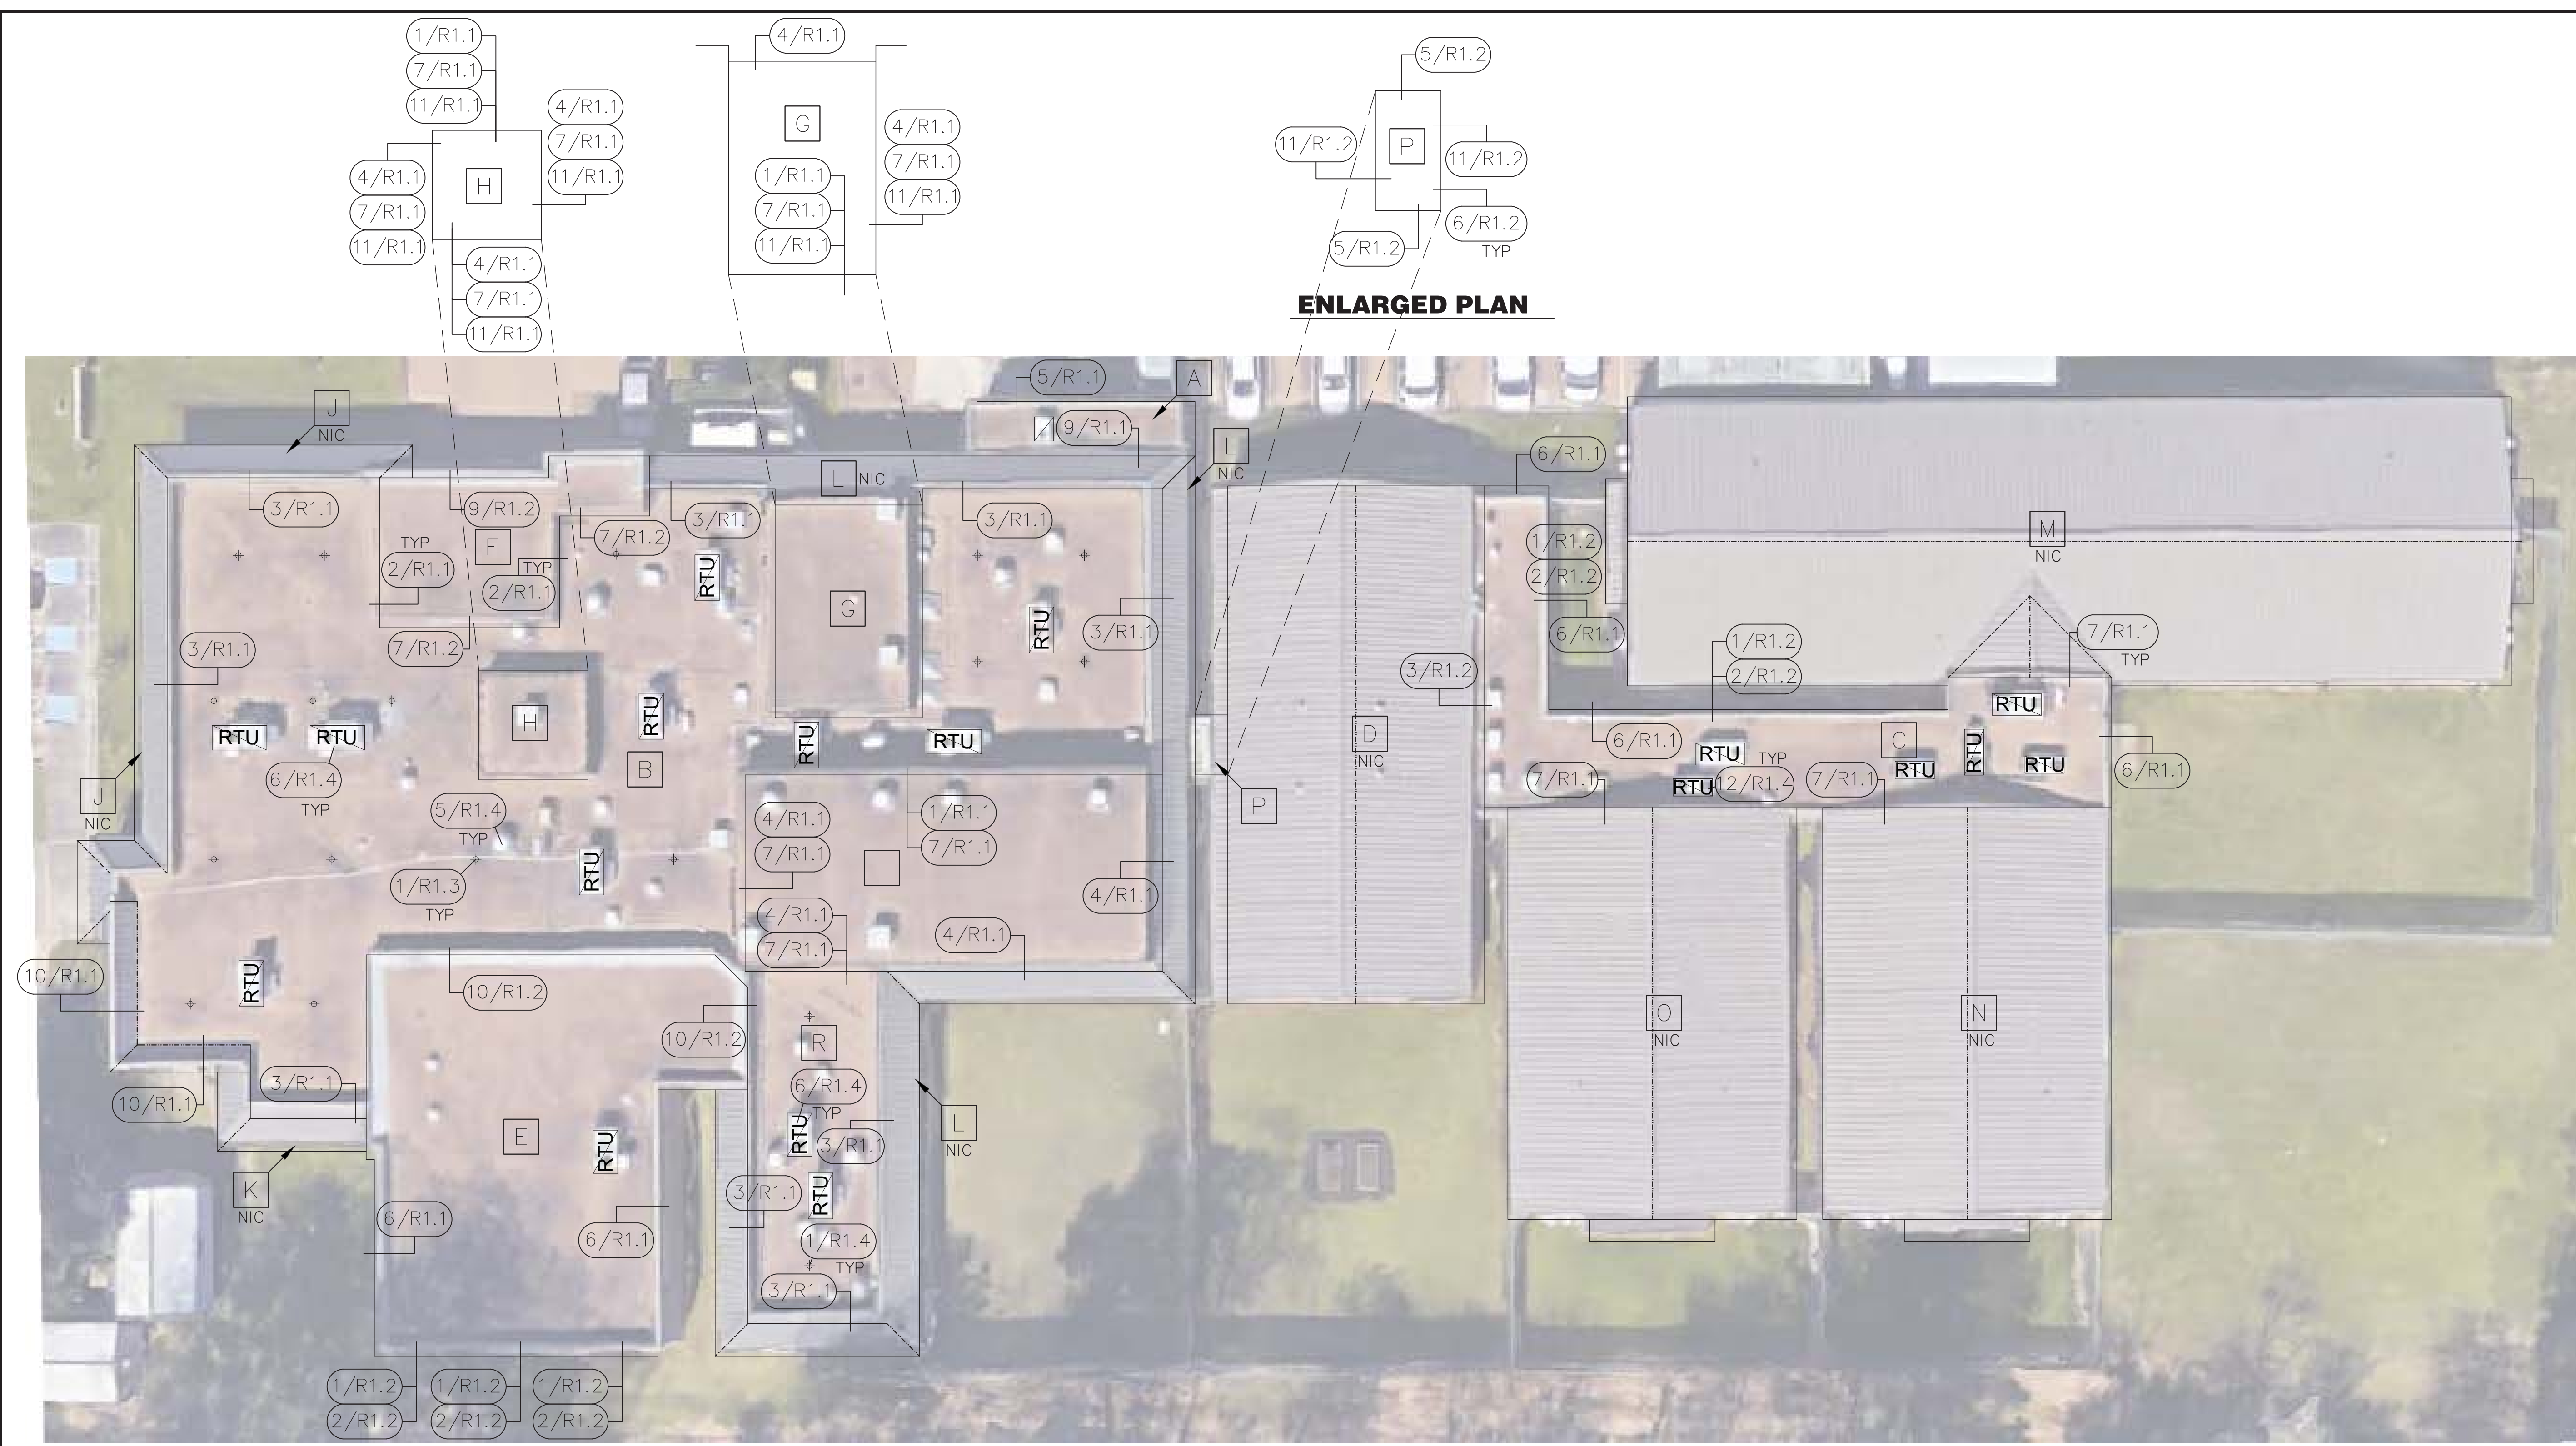 1/R1.1
7/R1.1
11/R1.1
4/R1.1
7/R1.1
11/R1.1
H
4/R1.1
7/R1.1
11/R1.1
4/R1.1
7/R1.1
11/R1.1
4/R1.1
G
4/R1.1
7/R1.1
11/R1.1
1/R1.1
7/R1.1
11/R1.1
5/R1.2
11/R1.2
P
11/R1.2
6/R1.2
TYP
5/R1.2
ENLARGED PLAN
J
NIC
5/R1.1
A
9/R1.1
L
NIC
L NIC
3/R1.1
9/R1.2
F
7/R1.2
3/R1.1
3/R1.1
TYP
2/R1.1
TYP
2/R1.1
RTU
RTU
G
3/R1.1
7/R1.2
3/R1.1
H
RTU
B
RTU
RTU
RTU
RTU
6/R1.4
TYP
J
NIC
5/R1.4
TYP
1/R1.3
TYP
RTU
4/R1.1
7/R1.1
I
1/R1.1
7/R1.1
4/R1.1
4/R1.1
7/R1.1
4/R1.1
P
D
NIC
6/R1.1
1/R1.2
2/R1.2
6/R1.1
M
NIC
1/R1.2
2/R1.2
7/R1.1
TYP
3/R1.2
RTU
6/R1.1
RTU
TYP
C
RTU
RTU
RTU
6/R1.1
7/R1.1
RTU
12/R1.4
7/R1.1
10/R1.1
RTU
10/R1.2
10/R1.2
R
6/R1.4
TYP
RTU
3/R1.1
L
NIC
O
NIC
N
NIC
3/R1.1
10/R1.1
E
RTU
K
NIC
6/R1.1
6/R1.1
3/R1.1
RTU
1/R1.4
TYP
3/R1.1
1/R1.2
2/R1.2
1/R1.2
2/R1.2
1/R1.2
2/R1.2